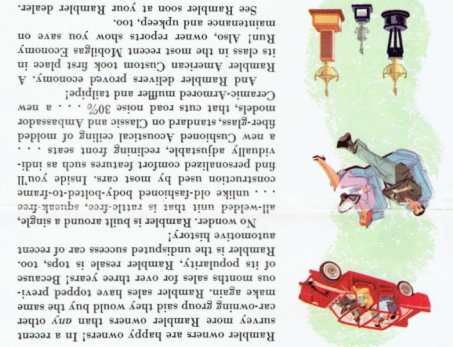 Rambler owners are happy owners! In a recent
survey more Rambler owners than any other
car-owning group said they would buy the same
make again. Rambler sales have topped previ-
ous months sales for over three years! Because
of its popularity, Rambler resale is tops, too.
Rambler is the undisputed success car of recent
automotive history!
No wonder. Rambler is built around a single,
all-welded unit that is rattle-free, squeak-free
. . . unlike old-fashioned body-bolted-to-frame
construction used by most cars. Inside you'll
find personalized comfort features such as indi-
vidually adjustable, reclining front seats . . .
a new Cushioned Acoustical ceiling of molded
fiber-glass, standard on Classic and Ambassador
models, that cuts road noise 30% . . . a new
Ceramic-Armored muffler and tailpipe!
And Rambler delivers proved economy. A
Rambler American Custom took first place in
its class in the most recent Mobilgas Economy
Run! Also, owner reports show you save on
maintenance and upkeep, too.
See Rambler soon at your Rambler dealer.